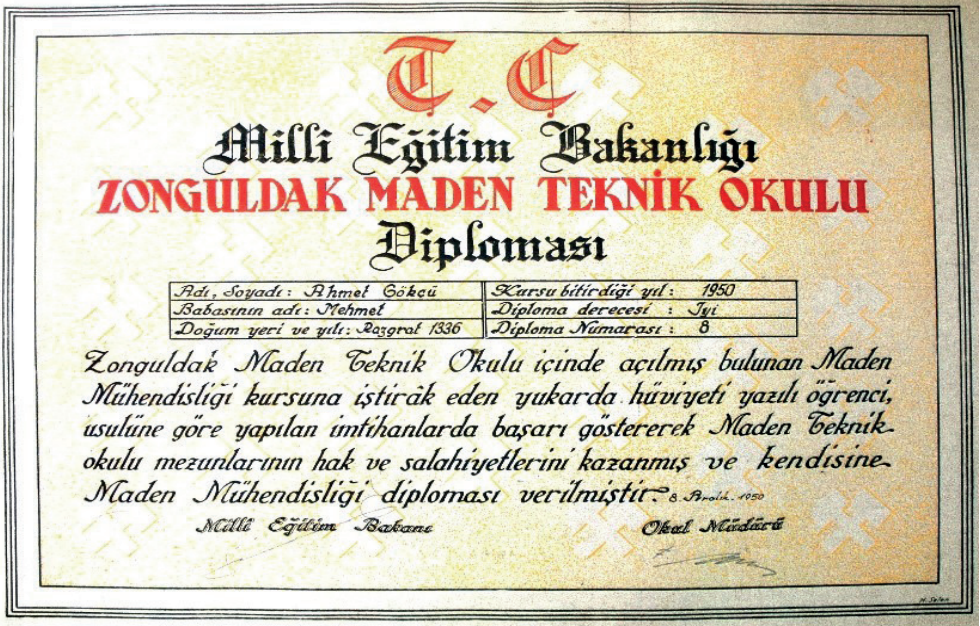 T.C
Milli Eğitim Bakanlığı
ZONGULDAK MADEN TEKNİK OKULU
Diploması
Adı, Soyadı: Ahmet Gökçü
Babasının adı: Mehmet
Doğum yeri ve yılı: Razgrat 1336
Kursu bitirdiği yıl: 1950
Diploma derecesi: İyi
Diploma Numarası: 8
Zonguldak Maden Teknik Okulu içinde açılmış bulunan Maden
Mühendisliği kursuna iştirâk eden yukarda hüviyeti yazılı öğrenci,
usulüne göre yapılan imtihanlarda başarı göstererek Maden Teknik
okulu mezunlarının hak ve salahiyetlerini kazanmış ve kendisine
Maden Mühendisliği diploması verilmiştir. 8. Aralık. 1950
Milli Eğitim Bakanı
Okul Müdürü